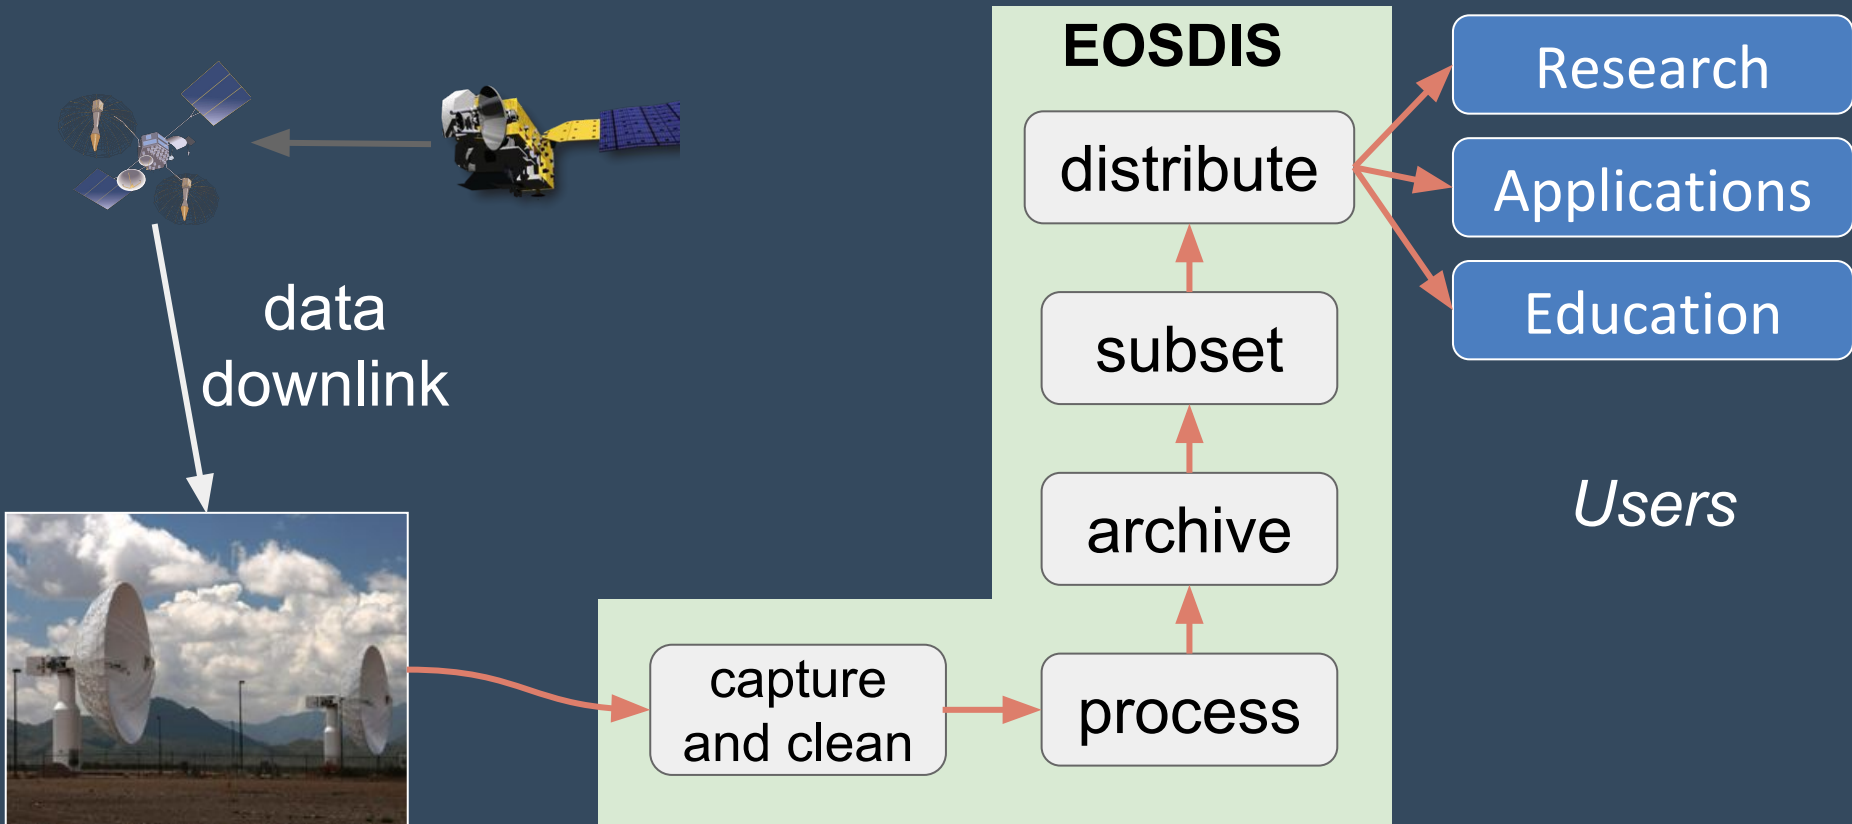 EOSDIS
Research
distribute
Applications
Education
data
downlink
subset
archive
Users
capture
and clean
process